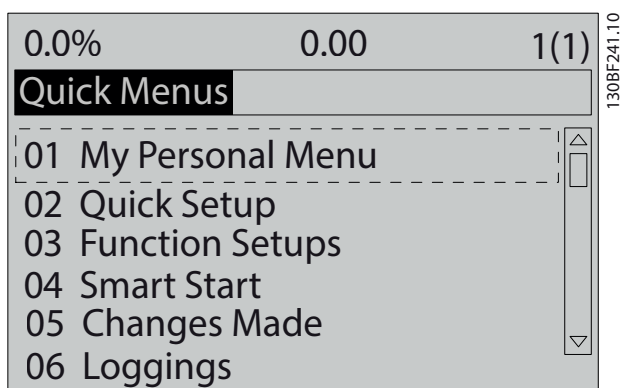 0.0% 0.00 1(1)
Quick Menus
01 My Personal Menu
02 Quick Setup
03 Function Setups
04 Smart Start
05 Changes Made
06 Loggings
130BF241.10